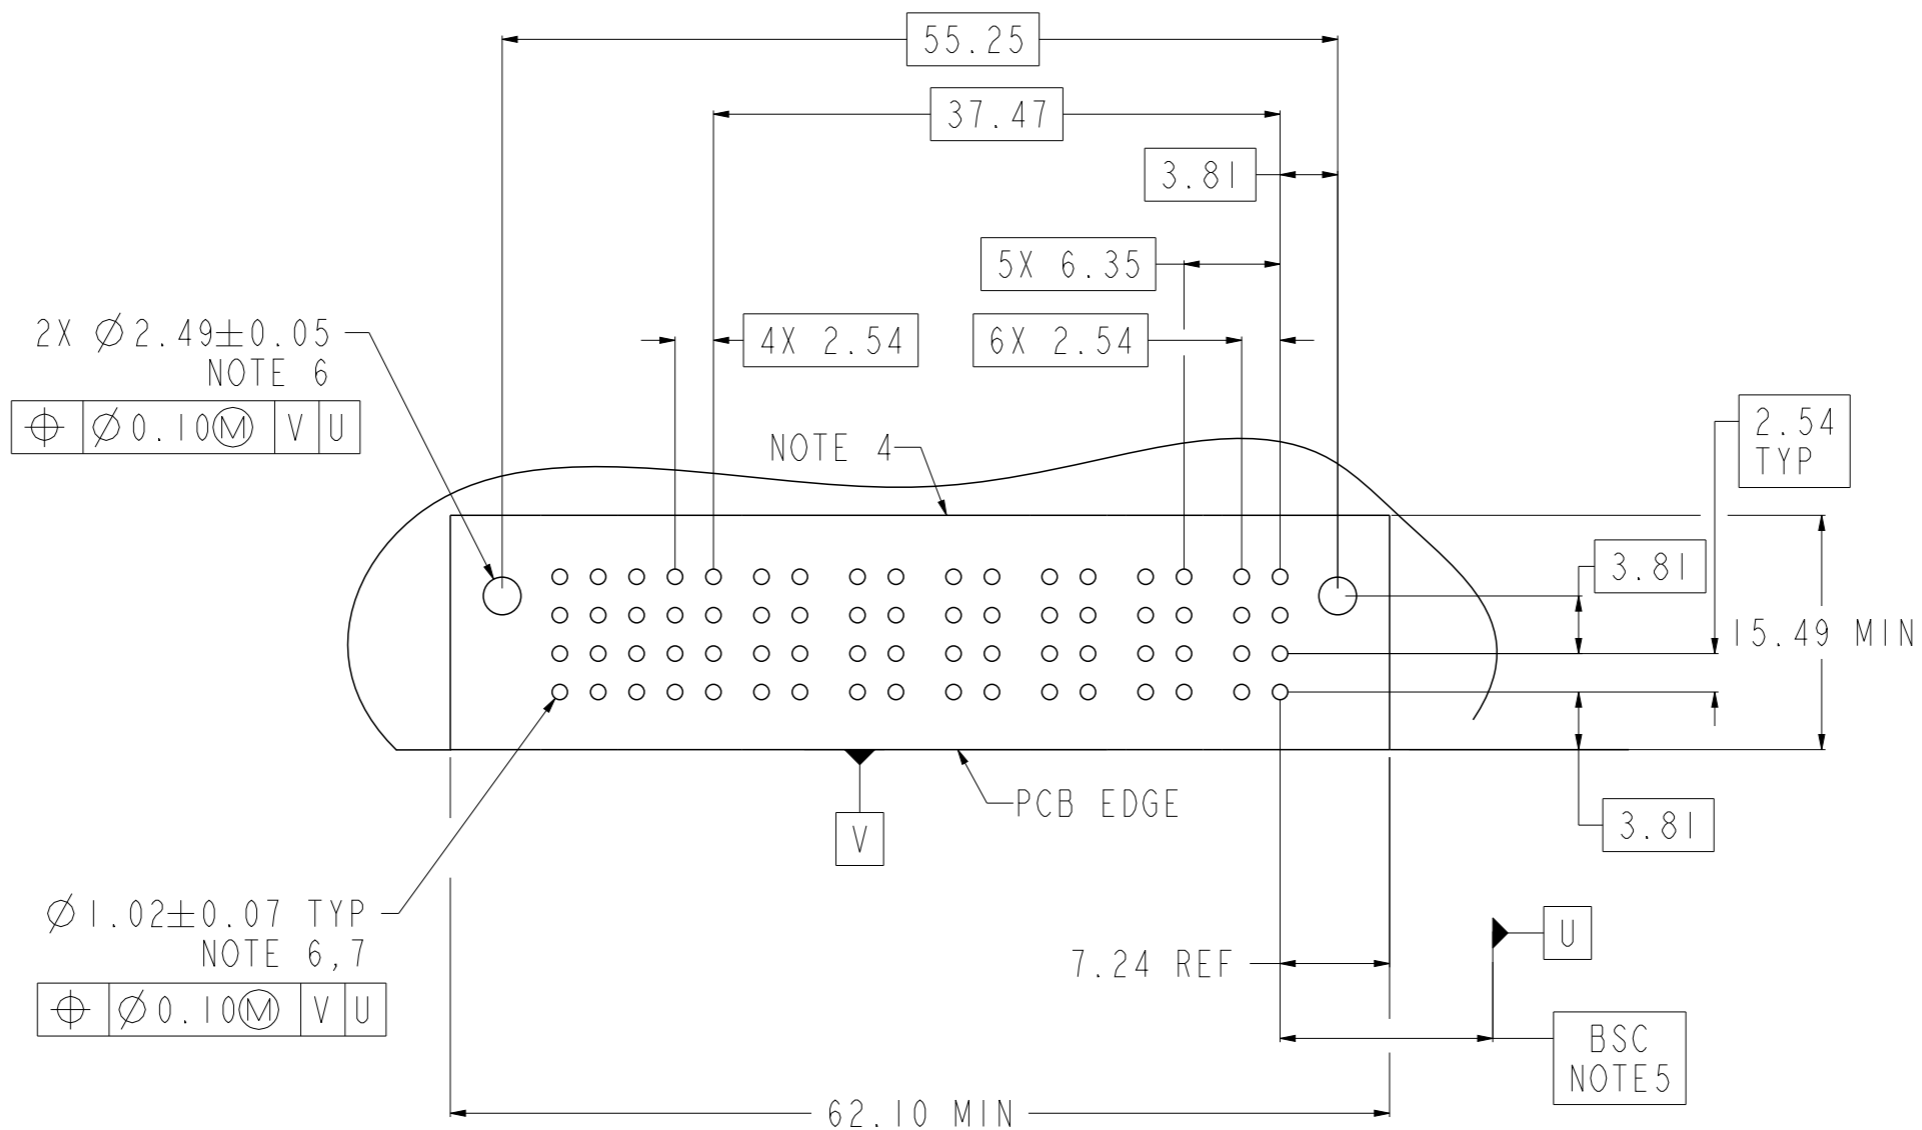 55.25
37.47
3.81
5X 6.35
4X 2.54
6X 2.54
2X ∅2.49±0.05
NOTE 6
⌖ ∅0.10Ⓜ V U
2.54
TYP
NOTE 4
3.81
15.49 MIN
PCB EDGE
V
3.81
∅1.02±0.07 TYP
NOTE 6,7
⌖ ∅0.10Ⓜ V U
U
7.24 REF
BSC
NOTE5
62.10 MIN